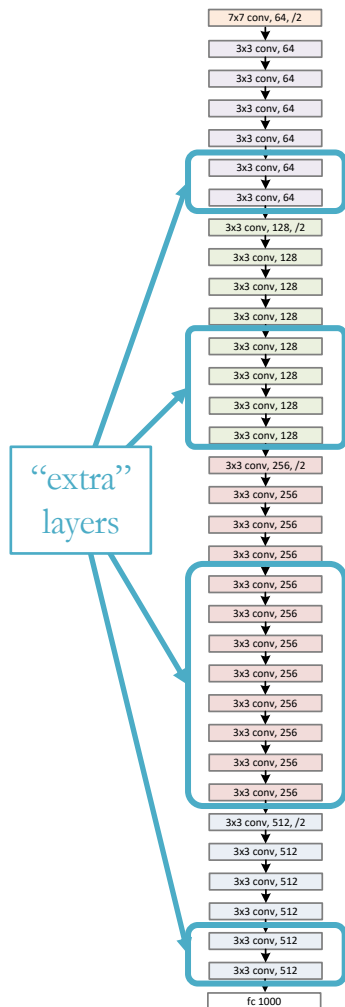 7x7 conv, 64, /2
3x3 conv, 64
3x3 conv, 64
3x3 conv, 64
3x3 conv, 64
3x3 conv, 64
3x3 conv, 64
3x3 conv, 128, /2
3x3 conv, 128
3x3 conv, 128
3x3 conv, 128
3x3 conv, 128
3x3 conv, 128
3x3 conv, 128
3x3 conv, 128
3x3 conv, 256, /2
3x3 conv, 256
3x3 conv, 256
3x3 conv, 256
3x3 conv, 256
3x3 conv, 256
3x3 conv, 256
3x3 conv, 256
3x3 conv, 256
3x3 conv, 256
3x3 conv, 256
3x3 conv, 256
3x3 conv, 512, /2
3x3 conv, 512
3x3 conv, 512
3x3 conv, 512
3x3 conv, 512
3x3 conv, 512
fc 1000
“extra”
layers